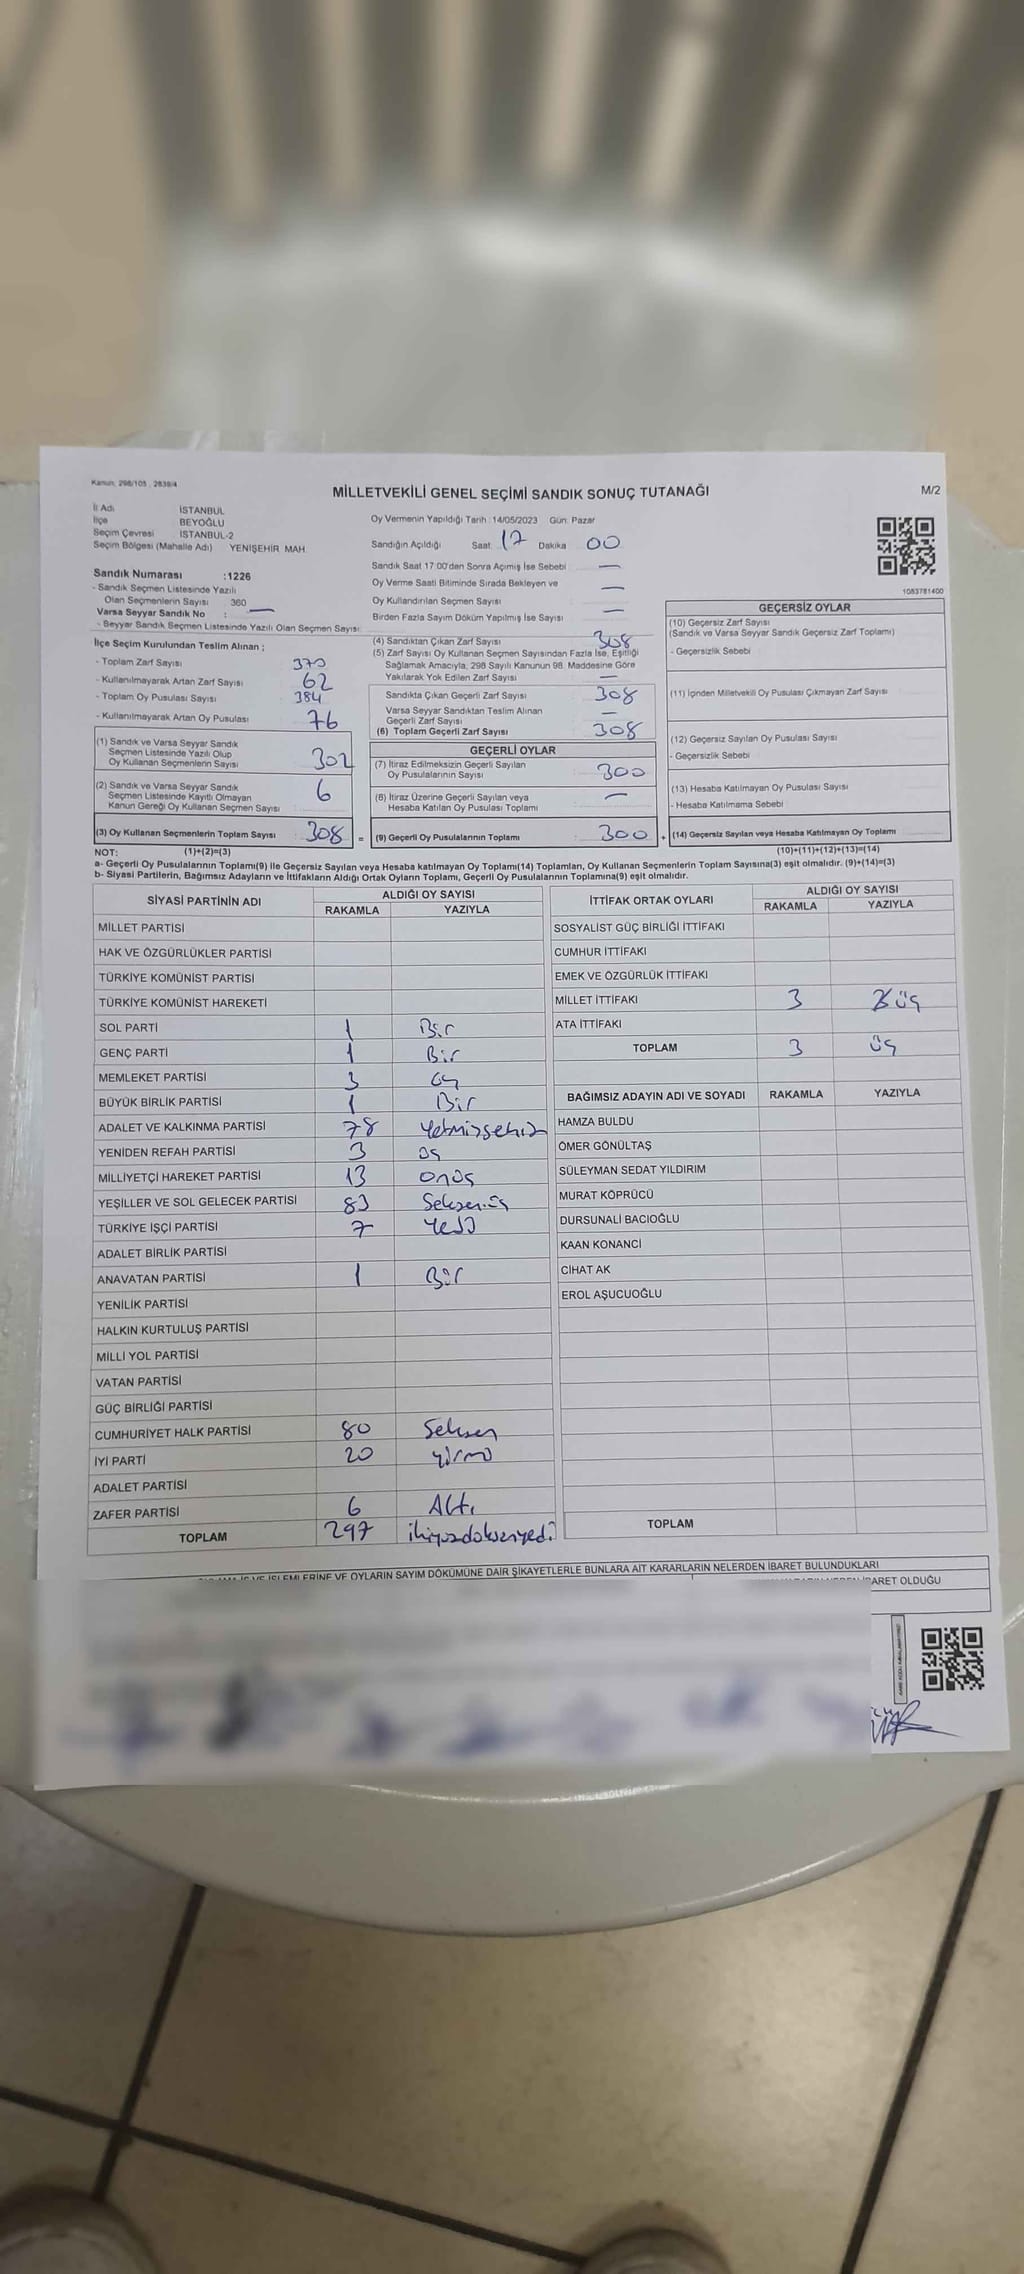 Kanun, 298/105 , 2839/4
MİLLETVEKİLİ GENEL SEÇİMİ SANDIK SONUÇ TUTANAĞI
M/2
İl Adı İSTANBUL
İlçe BEYOĞLU
Seçim Çevresi İSTANBUL-2
Seçim Bölgesi (Mahalle Adı) YENİŞEHİR MAH.
Sandık Numarası :1226
- Sandık Seçmen Listesinde Yazılı
Olan Seçmenlerin Sayısı 360
Varsa Seyyar Sandık No : —
- Seyyar Sandık Seçmen Listesinde Yazılı Olan Seçmen Sayısı:
Oy Vermenin Yapıldığı Tarih :14/05/2023 Gün: Pazar
Sandığın Açıldığı Saat 17 Dakika 00
Sandık Saat 17:00'den Sonra Açılmış İse Sebebi —
Oy Verme Saati Bitiminde Sırada Bekleyen ve —
Oy Kullandırılan Seçmen Sayısı
Birden Fazla Sayım Döküm Yapılmış İse Sayısı —
1083781400
İlçe Seçim Kurulundan Teslim Alınan ;
- Toplam Zarf Sayısı 370
- Kullanılmayarak Artan Zarf Sayısı 62
- Toplam Oy Pusulası Sayısı 384
- Kullanılmayarak Artan Oy Pusulası 76
(1) Sandık ve Varsa Seyyar Sandık
Seçmen Listesinde Yazılı Olup
Oy Kullanan Seçmenlerin Sayısı 302
(2) Sandık ve Varsa Seyyar Sandık
Seçmen Listesinde Kayıtlı Olmayan
Kanun Gereği Oy Kullanan Seçmen Sayısı 6
(3) Oy Kullanan Seçmenlerin Toplam Sayısı : 308 =
(4) Sandıktan Çıkan Zarf Sayısı 308
(5) Zarf Sayısı Oy Kullanan Seçmen Sayısından Fazla İse, Eşitliği
Sağlamak Amacıyla, 298 Sayılı Kanunun 98. Maddesine Göre
Yakılarak Yok Edilen Zarf Sayısı —
Sandıkta Çıkan Geçerli Zarf Sayısı 308
Varsa Seyyar Sandıktan Teslim Alınan
Geçerli Zarf Sayısı —
(6) Toplam Geçerli Zarf Sayısı 308
GEÇERLİ OYLAR
(7) İtiraz Edilmeksizin Geçerli Sayılan
Oy Pusulalarının Sayısı 300
(8) İtiraz Üzerine Geçerli Sayılan veya
Hesaba Katılan Oy Pusulası Toplamı —
(9) Geçerli Oy Pusulalarının Toplamı : 300 +
GEÇERSİZ OYLAR
(10) Geçersiz Zarf Sayısı
(Sandık ve Varsa Seyyar Sandık Geçersiz Zarf Toplamı)
- Geçersizlik Sebebi
(11) İçinden Milletvekili Oy Pusulası Çıkmayan Zarf Sayısı
(12) Geçersiz Sayılan Oy Pusulası Sayısı
- Geçersizlik Sebebi
(13) Hesaba Katılmayan Oy Pusulası Sayısı
- Hesaba Katılmama Sebebi
(14) Geçersiz Sayılan veya Hesaba Katılmayan Oy Toplamı
NOT: (1)+(2)=(3) (10)+(11)+(12)+(13)=(14)
a- Geçerli Oy Pusulalarının Toplamı(9) ile Geçersiz Sayılan veya Hesaba katılmayan Oy Toplamı(14) Toplamları, Oy Kullanan Seçmenlerin Toplam Sayısına(3) eşit olmalıdır. (9)+(14)=(3)
b- Siyasi Partilerin, Bağımsız Adayların ve İttifakların Aldığı Ortak Oyların Toplamı, Geçerli Oy Pusulalarının Toplamına(9) eşit olmalıdır.
SİYASİ PARTİNİN ADI ALDIĞI OY SAYISI
RAKAMLA YAZIYLA
MİLLET PARTİSİ
HAK VE ÖZGÜRLÜKLER PARTİSİ
TÜRKİYE KOMÜNİST PARTİSİ
TÜRKİYE KOMÜNİST HAREKETİ
SOL PARTİ 1 Bir
GENÇ PARTİ 1 Bir
MEMLEKET PARTİSİ 3 üç
BÜYÜK BİRLİK PARTİSİ 1 Bir
ADALET VE KALKINMA PARTİSİ 78 Yetmişsekiz
YENİDEN REFAH PARTİSİ 3 üç
MİLLİYETÇİ HAREKET PARTİSİ 13 onüç
YEŞİLLER VE SOL GELECEK PARTİSİ 83 Seksenüç
TÜRKİYE İŞÇİ PARTİSİ 7 Yedi
ADALET BİRLİK PARTİSİ
ANAVATAN PARTİSİ 1 Bir
YENİLİK PARTİSİ
HALKIN KURTULUŞ PARTİSİ
MİLLİ YOL PARTİSİ
VATAN PARTİSİ
GÜÇ BİRLİĞİ PARTİSİ
CUMHURİYET HALK PARTİSİ 80 Seksen
İYİ PARTİ 20 yirmi
ADALET PARTİSİ
ZAFER PARTİSİ 6 Altı
TOPLAM 297 ikiyüzdoksanyedi
İTTİFAK ORTAK OYLARI ALDIĞI OY SAYISI
RAKAMLA YAZIYLA
SOSYALİST GÜÇ BİRLİĞİ İTTİFAKI
CUMHUR İTTİFAKI
EMEK VE ÖZGÜRLÜK İTTİFAKI
MİLLET İTTİFAKI 3 üç
ATA İTTİFAKI
TOPLAM 3 üç
BAĞIMSIZ ADAYIN ADI VE SOYADI RAKAMLA YAZIYLA
HAMZA BULDU
ÖMER GÖNÜLTAŞ
SÜLEYMAN SEDAT YILDIRIM
MURAT KÖPRÜCÜ
DURSUNALİ BACIOĞLU
KAAN KONANCİ
CİHAT AK
EROL AŞUCUOĞLU
TOPLAM
VE OYLARIN SAYIM DÖKÜMÜNE DAİR ŞİKAYETLERLE BUNLARA AİT KARARLARIN NELERDEN İBARET BULUNDUKLARI
OLDUĞU